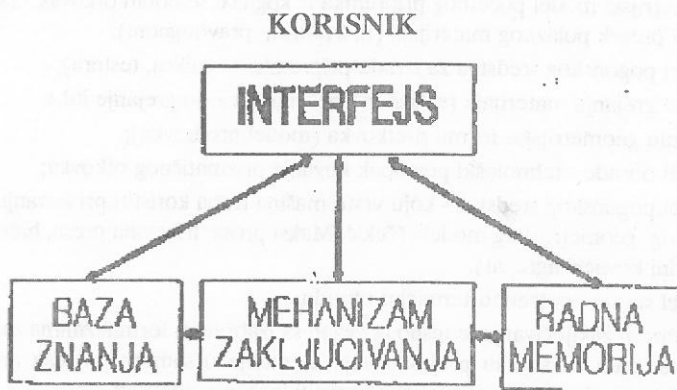 KORISNIK
INTERFEJS
BAZA
ZNANJA
MEHANIZAM
ZAKLJUCIVANJA
RADNA
MEMORIJA